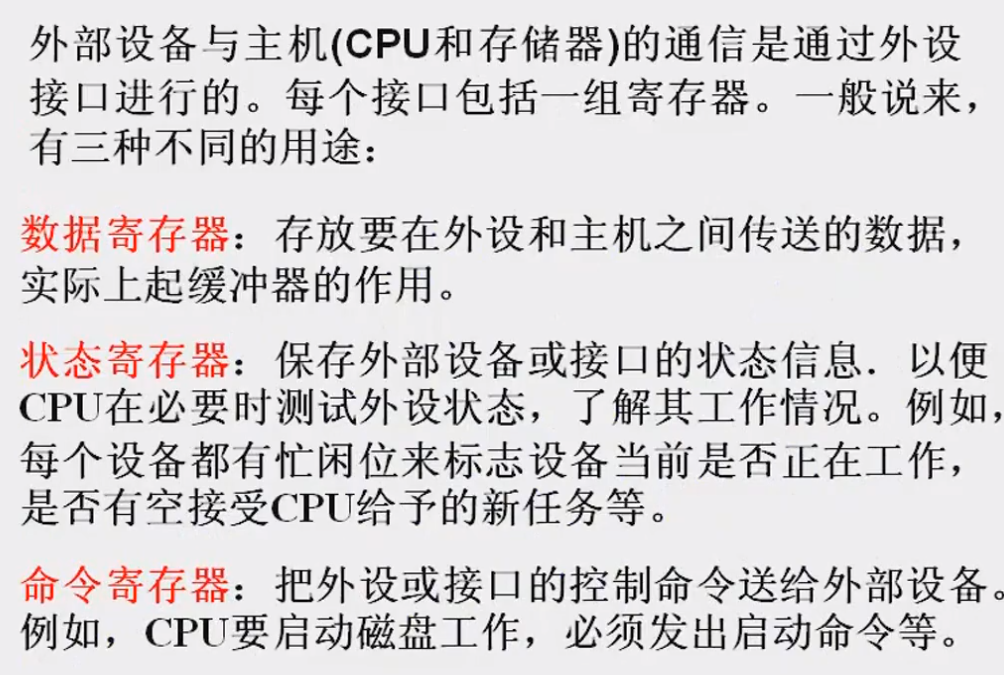 外部设备与主机(CPU和存储器)的通信是通过外设
接口进行的。每个接口包括一组寄存器。一般说来，
有三种不同的用途：
数据寄存器：存放要在外设和主机之间传送的数据，
实际上起缓冲器的作用。
状态寄存器：保存外部设备或接口的状态信息．以便
CPU在必要时测试外设状态，了解其工作情况。例如，
每个设备都有忙闲位来标志设备当前是否正在工作，
是否有空接受CPU给予的新任务等。
命令寄存器：把外设或接口的控制命令送给外部设备。
例如，CPU要启动磁盘工作，必须发出启动命令等。